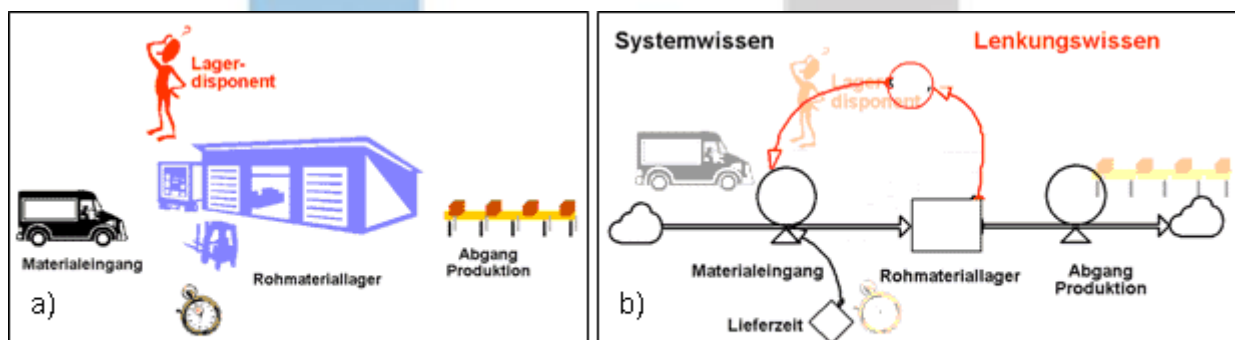 Lager-
disponent
Materialeingang
Rohmateriallager
Abgang
Produktion
a)
Systemwissen
Lenkungswissen
Lager
disponent
Materialeingang
Rohmateriallager
Abgang
Produktion
Lieferzeit
b)